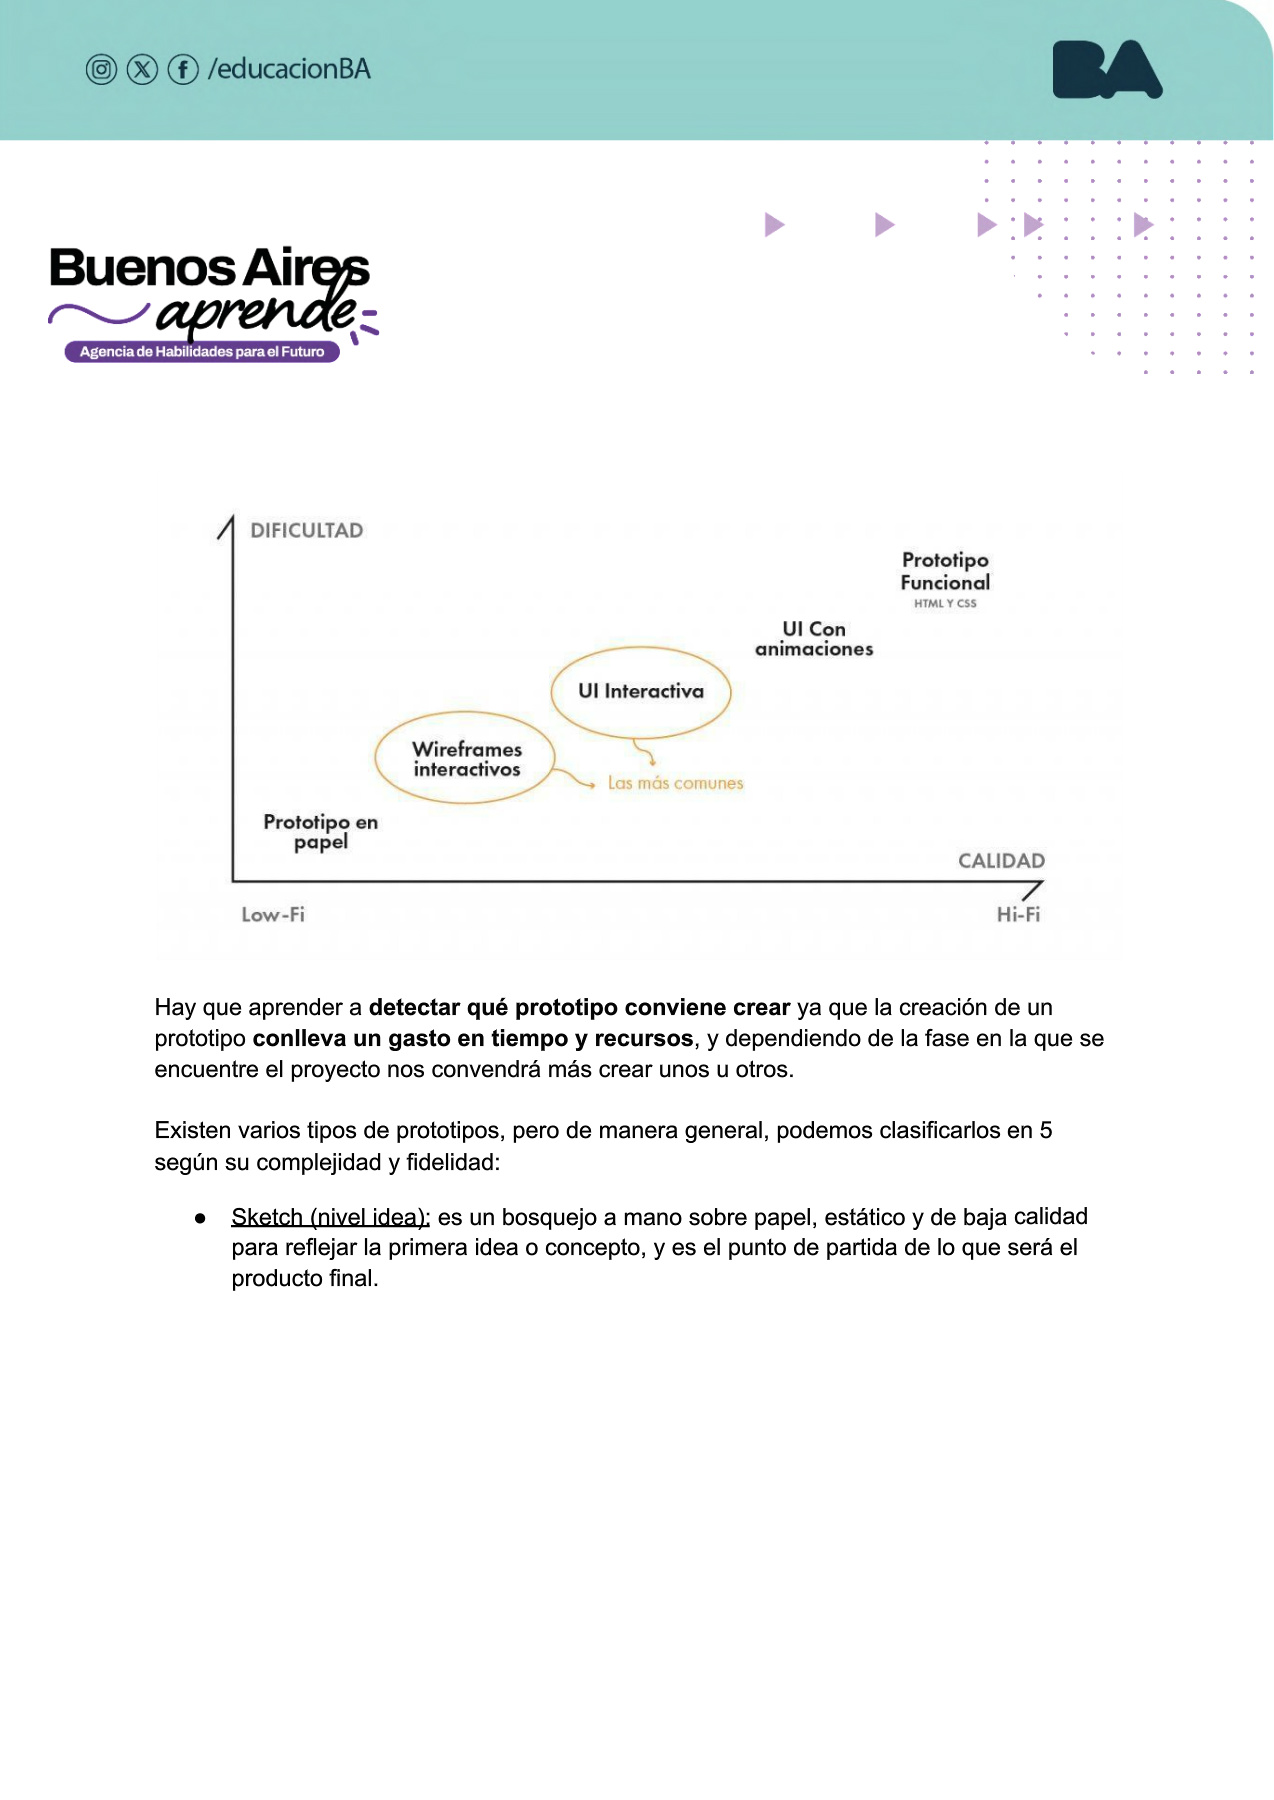 /educacionBA
BA
Buenos Aires
aprende
Agencia de Habilidades para el Futuro
DIFICULTAD
Prototipo
Funcional
HTML Y CSS
UI Con
animaciones
UI Interactiva
Wireframes
interactivos
Las más comunes
Prototipo en
papel
CALIDAD
Low-Fi
Hi-Fi
Hay que aprender a detectar qué prototipo conviene crear ya que la creación de un
prototipo conlleva un gasto en tiempo y recursos, y dependiendo de la fase en la que se
encuentre el proyecto nos convendrá más crear unos u otros.
Existen varios tipos de prototipos, pero de manera general, podemos clasificarlos en 5
según su complejidad y fidelidad:
● Sketch (nivel idea): es un bosquejo a mano sobre papel, estático y de baja calidad
para reflejar la primera idea o concepto, y es el punto de partida de lo que será el
producto final.